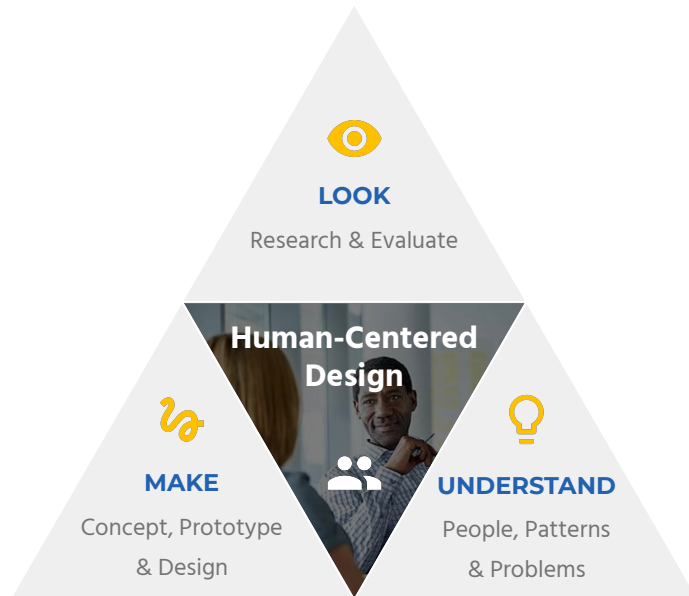 LOOK
Research & Evaluate
Human-Centered
Design
MAKE
Concept, Prototype
& Design
UNDERSTAND
People, Patterns
& Problems